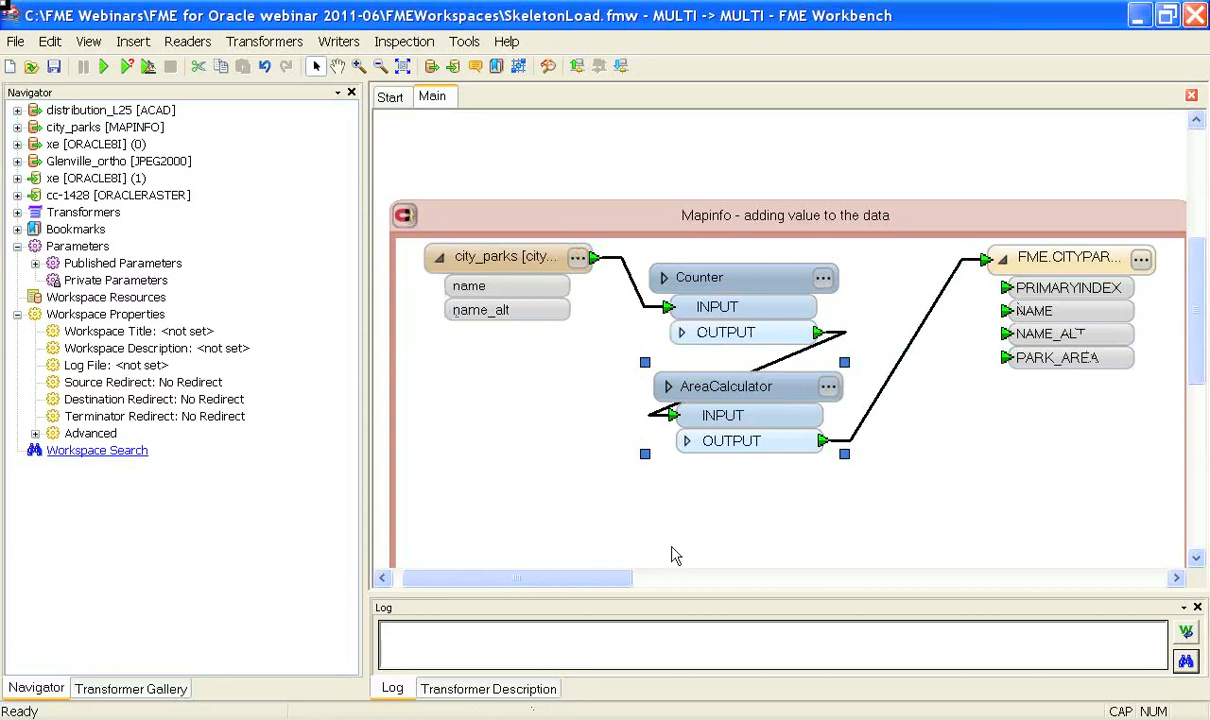 C:\FME Webinars\FME for Oracle webinar 2011-06\FMEWorkspaces\SkeletonLoad.fmw - MULTI -> MULTI - FME Workbench
File Edit View Insert Readers Transformers Writers Inspection Tools Help
Navigator
distribution_L25 [ACAD]
city_parks [MAPINFO]
xe [ORACLE8I] (0)
Glenville_ortho [JPEG2000]
xe [ORACLE8I] (1)
cc-1428 [ORACLERASTER]
Transformers
Bookmarks
Parameters
Published Parameters
Private Parameters
Workspace Resources
Workspace Properties
Workspace Title: <not set>
Workspace Description: <not set>
Log File: <not set>
Source Redirect: No Redirect
Destination Redirect: No Redirect
Terminator Redirect: No Redirect
Advanced
Workspace Search
Navigator Transformer Gallery
Start Main
Mapinfo - adding value to the data
city_parks [city...
name
name_alt
Counter
INPUT
OUTPUT
AreaCalculator
INPUT
OUTPUT
FME.CITYPAR...
PRIMARYINDEX
NAME
NAME_ALT
PARK_AREA
Log
Log Transformer Description
Ready
CAP NUM